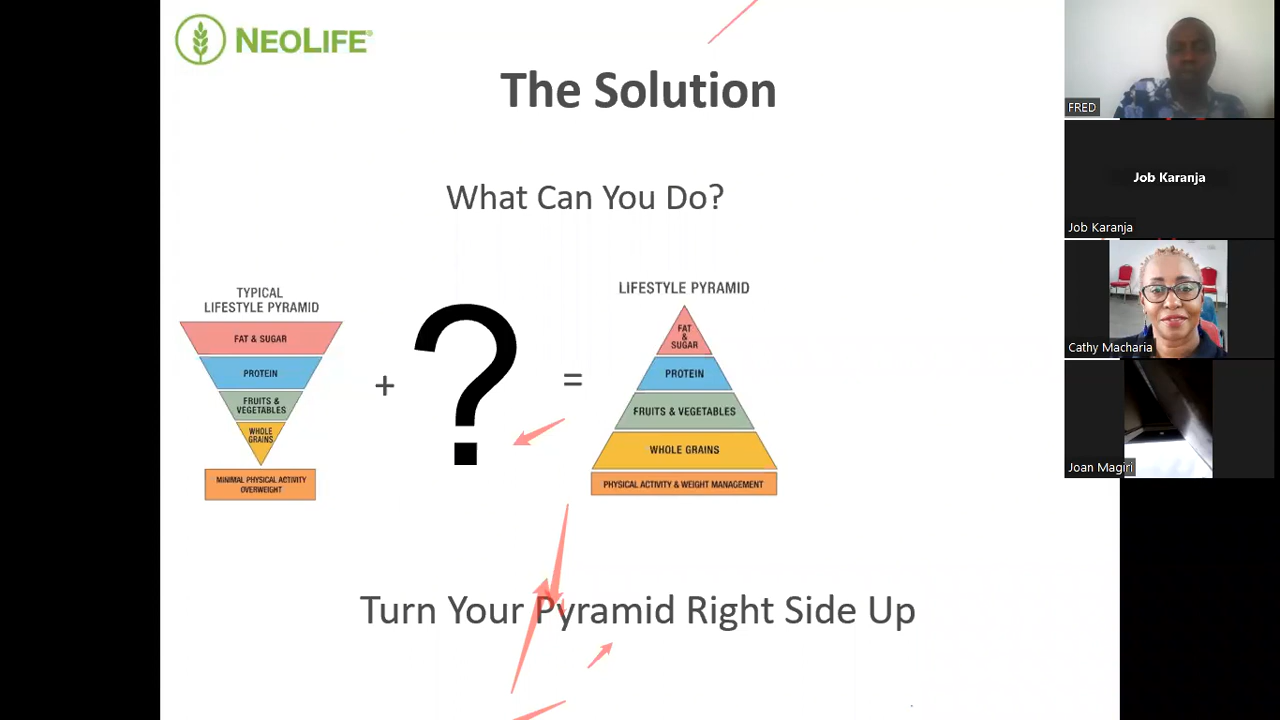 NEOLIFE®
The Solution
What Can You Do?
TYPICAL
LIFESTYLE PYRAMID
FAT & SUGAR
PROTEIN
FRUITS &
VEGETABLES
WHOLE
GRAINS
MINIMAL PHYSICAL ACTIVITY
OVERWEIGHT
+
?
=
LIFESTYLE PYRAMID
FAT
&
SUGAR
PROTEIN
FRUITS & VEGETABLES
WHOLE GRAINS
PHYSICAL ACTIVITY & WEIGHT MANAGEMENT
Turn Your Pyramid Right Side Up
FRED
Job Karanja
Job Karanja
Cathy Macharia
Joan Magiri